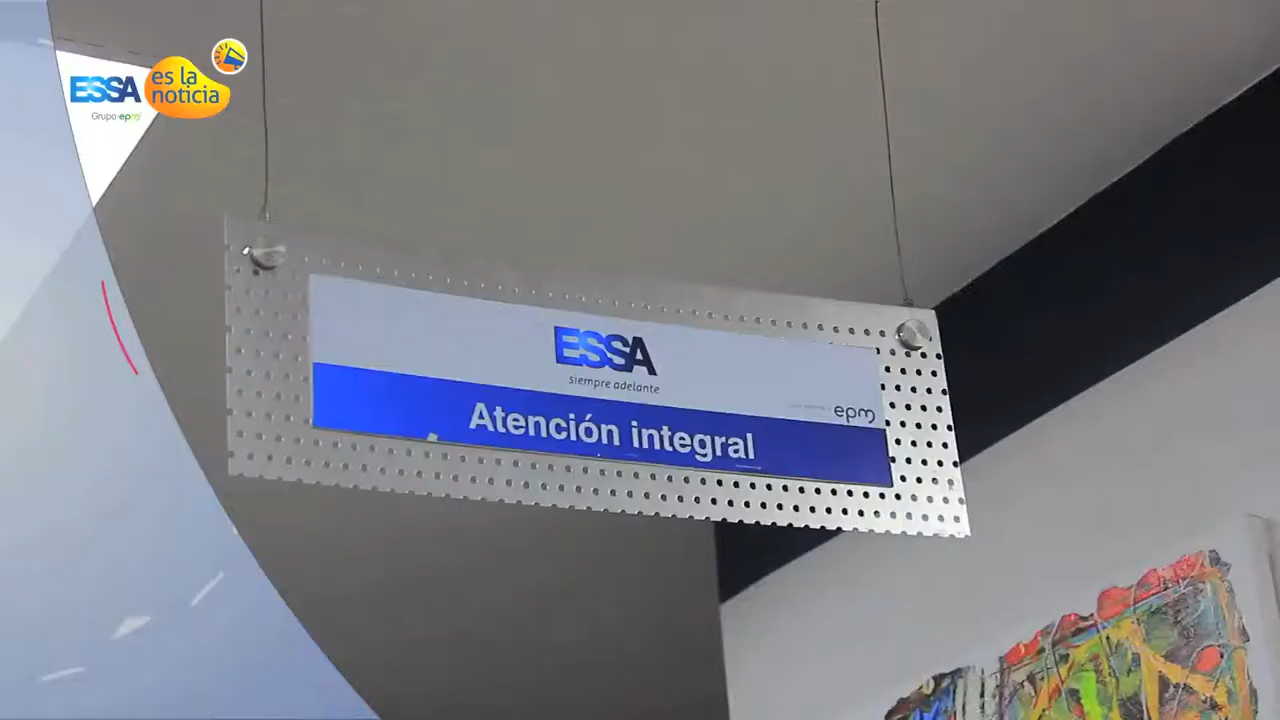 ESSA
es la
noticia
Grupo epm
ESSA
siempre adelante
epm
Atención integral